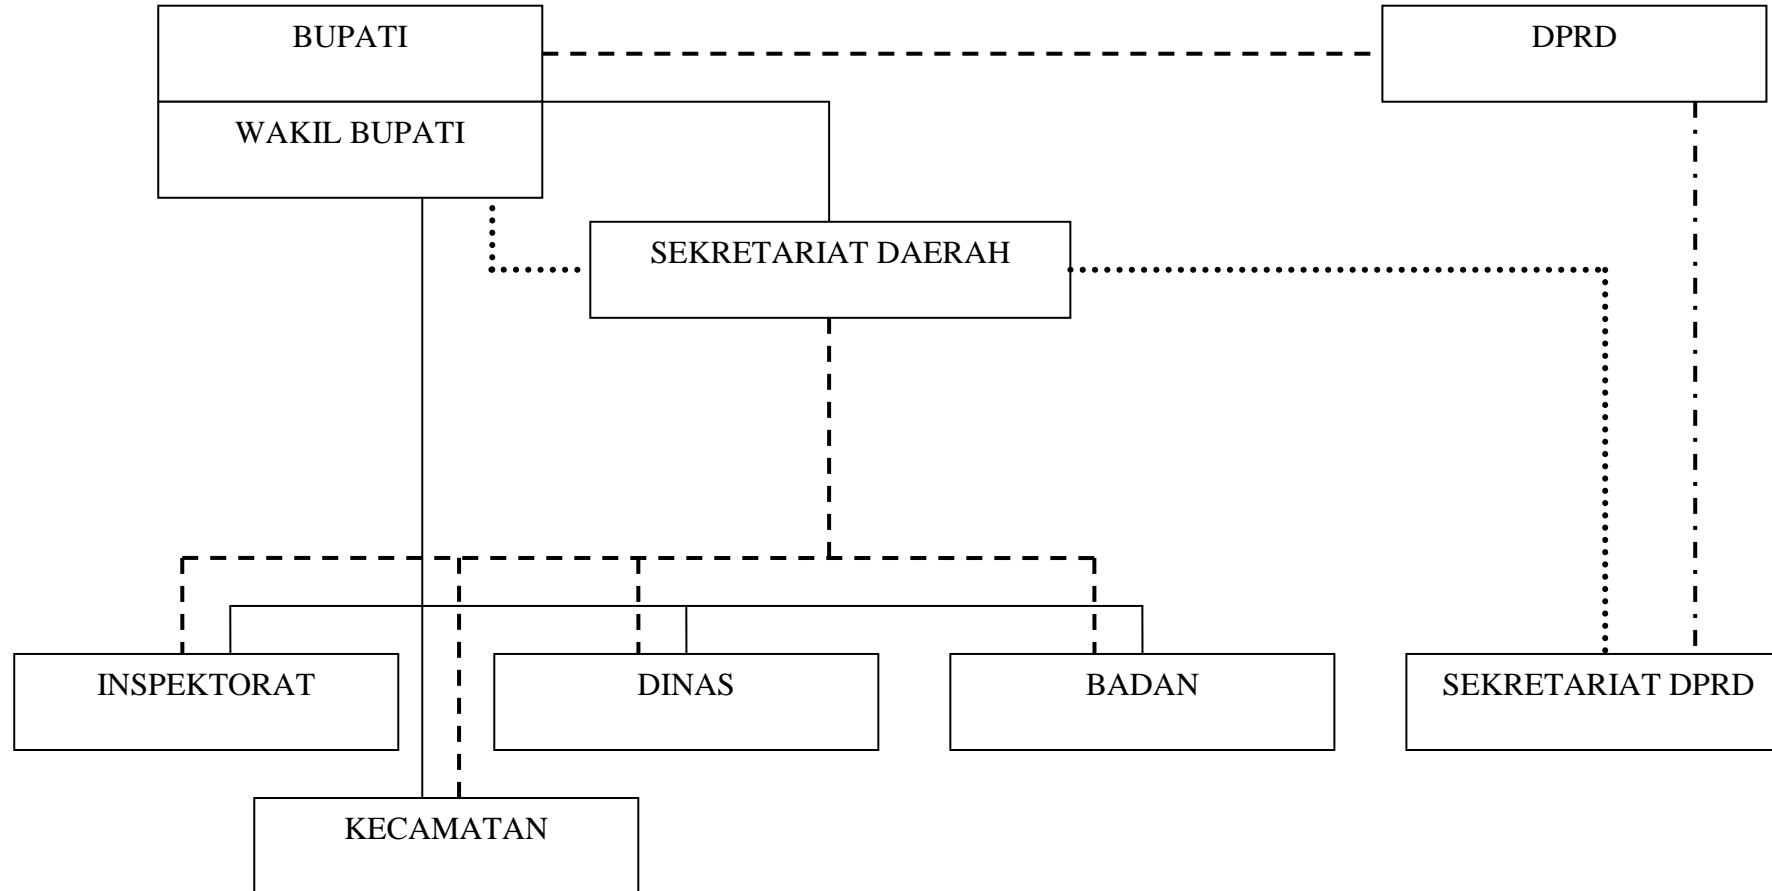 BUPATI
DPRD
WAKIL BUPATI
SEKRETARIAT DAERAH
INSPEKTORAT
DINAS
BADAN
SEKRETARIAT DPRD
KECAMATAN